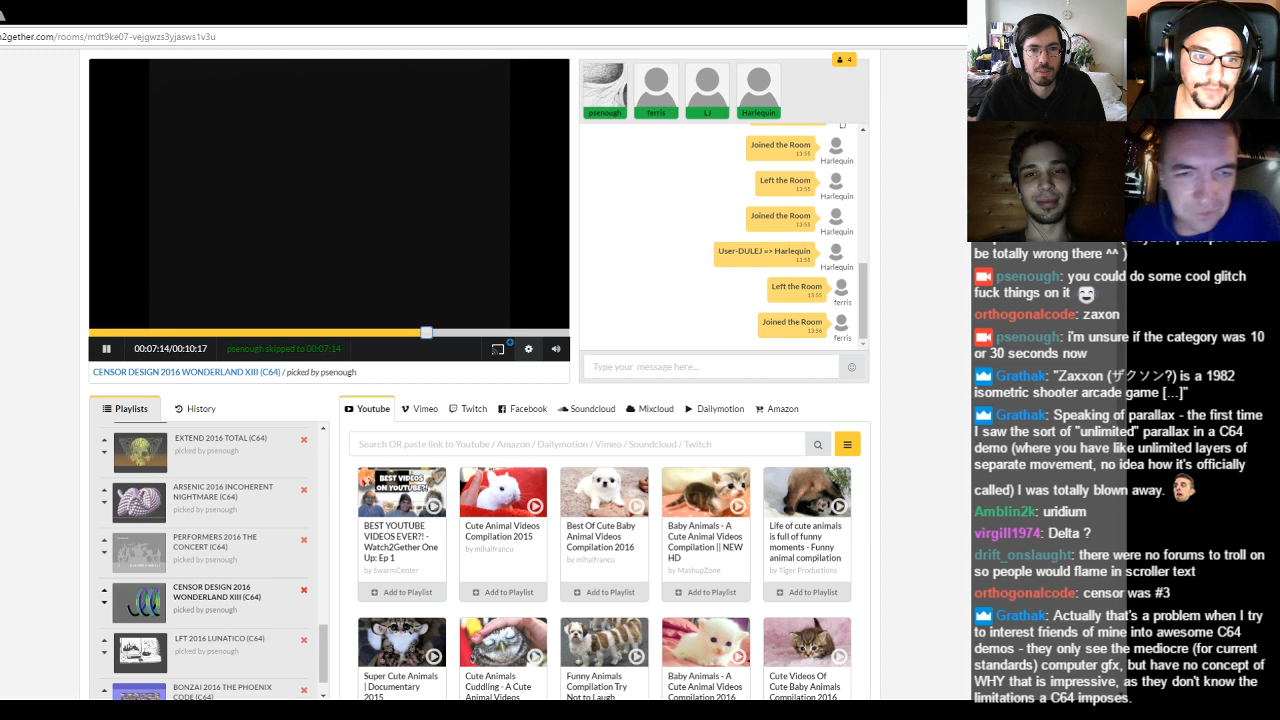 2gether.com/rooms/mdt9ke07-vejgwzs3yjasws1v3u
4
psenough
ferris
LJ
Harlequin
LJ
Joined the Room
13:55
Harlequin
Left the Room
13:55
Harlequin
Joined the Room
13:55
Harlequin
User-DULEJ => Harlequin
13:55
Harlequin
Left the Room
13:55
ferris
Joined the Room
13:56
ferris
00:07:14/00:10:17
psenough skipped to 00:07:14
Type your message here...
CENSOR DESIGN 2016 WONDERLAND XIII (C64) / picked by psenough
Playlists
History
Youtube
Vimeo
Twitch
Facebook
Soundcloud
Mixcloud
Dailymotion
Amazon
EXTEND 2016 TOTAL (C64)
picked by psenough
ARSENIC 2016 INCOHERENT
NIGHTMARE (C64)
picked by psenough
PERFORMERS 2016 THE
CONCERT (C64)
picked by psenough
CENSOR DESIGN 2016
WONDERLAND XIII (C64)
picked by psenough
LFT 2016 LUNATICO (C64)
picked by psenough
BONZAI 2016 THE PHOENIX
CODE (C64)
Search OR paste link to Youtube / Amazon / Dailymotion / Vimeo / Soundcloud / Twitch
BEST VIDEOS
ON YOUTUBE?!
BEST YOUTUBE
VIDEOS EVER?! -
Watch2Gether One
Up: Ep 1
by SwarmCenter
Add to Playlist
Cute Animal Videos
Compilation 2015
by mihaifrancu
Add to Playlist
Best Of Cute Baby
Animals Compilation
2016
by mihaifrancu
Add to Playlist
Baby Animals - A
Cute Animal Videos
Compilation || NEW
HD
by MashupZone
Add to Playlist
Life of cute animals
is full of funny
moments - Funny
animal compilation
by Tiger Productions
Add to Playlist
Super Cute Animals
| Documentary
2015
Cute Animals
Cuddling - A Cute
Animal Videos
Funny Animals
Compilation Try
Not to Laugh
Baby Animals - A
Cute Animal Videos
Compilation 2016
Cute Videos Of
Cute Baby Animals
Compilation 2016
be totally wrong there ^^ )
psenough: you could do some cool glitch
fuck things on it
orthogonalcode: zaxon
psenough: i'm unsure if the category was 10
or 30 seconds now
Grathak: "Zaxxon (ザクソン?) is a 1982
isometric shooter arcade game [...]"
Grathak: Speaking of parallax - the first time
I saw the sort of "unlimited" parallax in a C64
demo (where you have like unlimited layers of
separate movement, no idea how it's officially
called) I was totally blown away.
Amblin2k: uridium
virgill1974: Delta ?
drift_onslaught: there were no forums to troll on
so people would flame in scroller text
orthogonalcode: censor was #3
Grathak: Actually that's a problem when I try
to interest friends of mine into awesome C64
demos - they only see the mediocre (for current
standards) computer gfx, but have no concept of
WHY that is impressive, as they don't know the
limitations a C64 imposes.